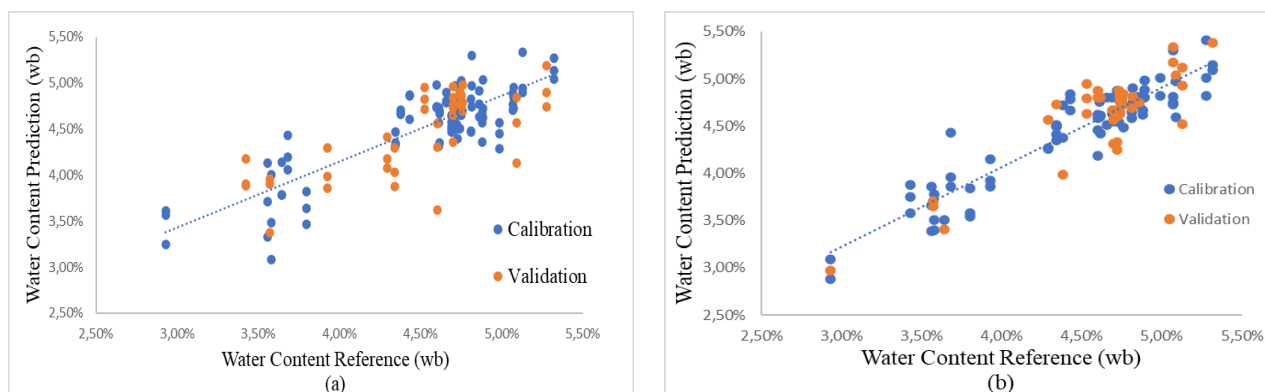 Water Content Prediction (wb)
5,50%
5,00%
4,50%
4,00%
3,50%
3,00%
2,50%
Calibration
Validation
2,50% 3,00% 3,50% 4,00% 4,50% 5,00% 5,50%
Water Content Reference (wb)
(a)
Water Content Prediction (wb)
5,50%
5,00%
4,50%
4,00%
3,50%
3,00%
2,50%
Calibration
Validation
2,50% 3,00% 3,50% 4,00% 4,50% 5,00% 5,50%
Water Content Reference (wb)
(b)